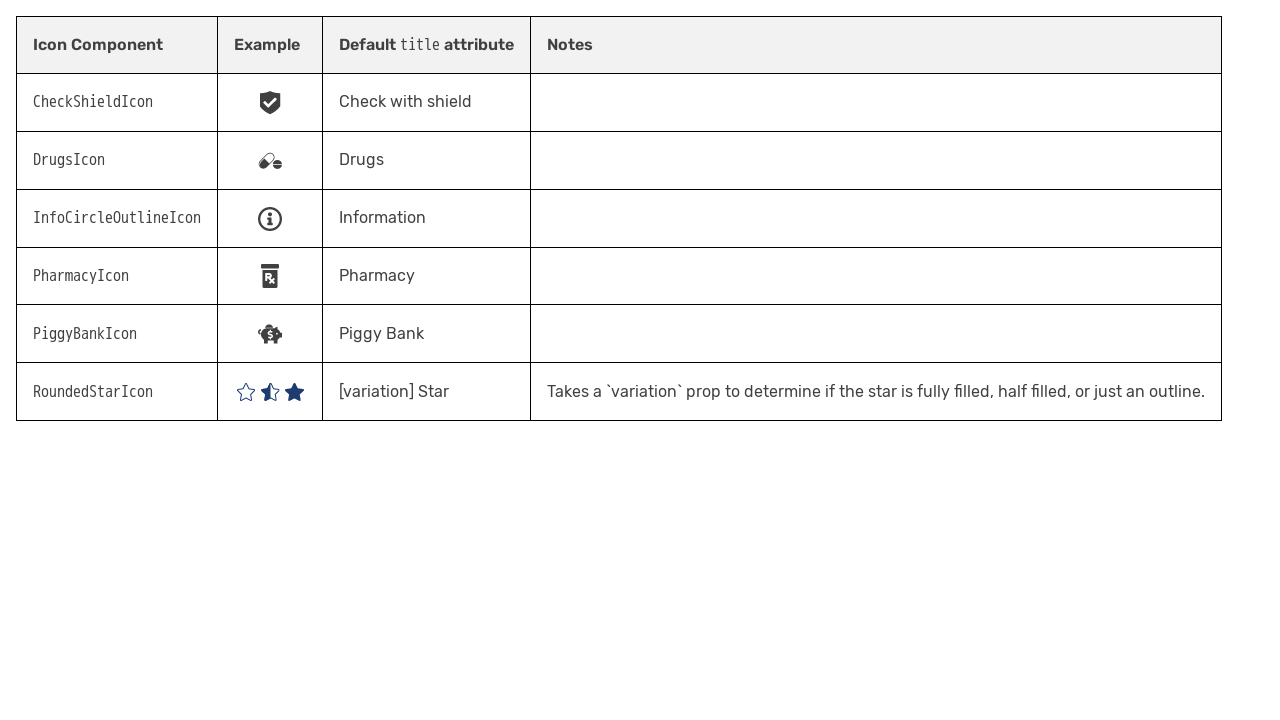 Icon Component Example Default title attribute Notes
CheckShieldIcon Check with shield
DrugsIcon Drugs
InfoCircleOutlineIcon Information
PharmacyIcon Rx Pharmacy
PiggyBankIcon $ Piggy Bank
RoundedStarIcon [variation] Star Takes a `variation` prop to determine if the star is fully filled, half filled, or just an outline.